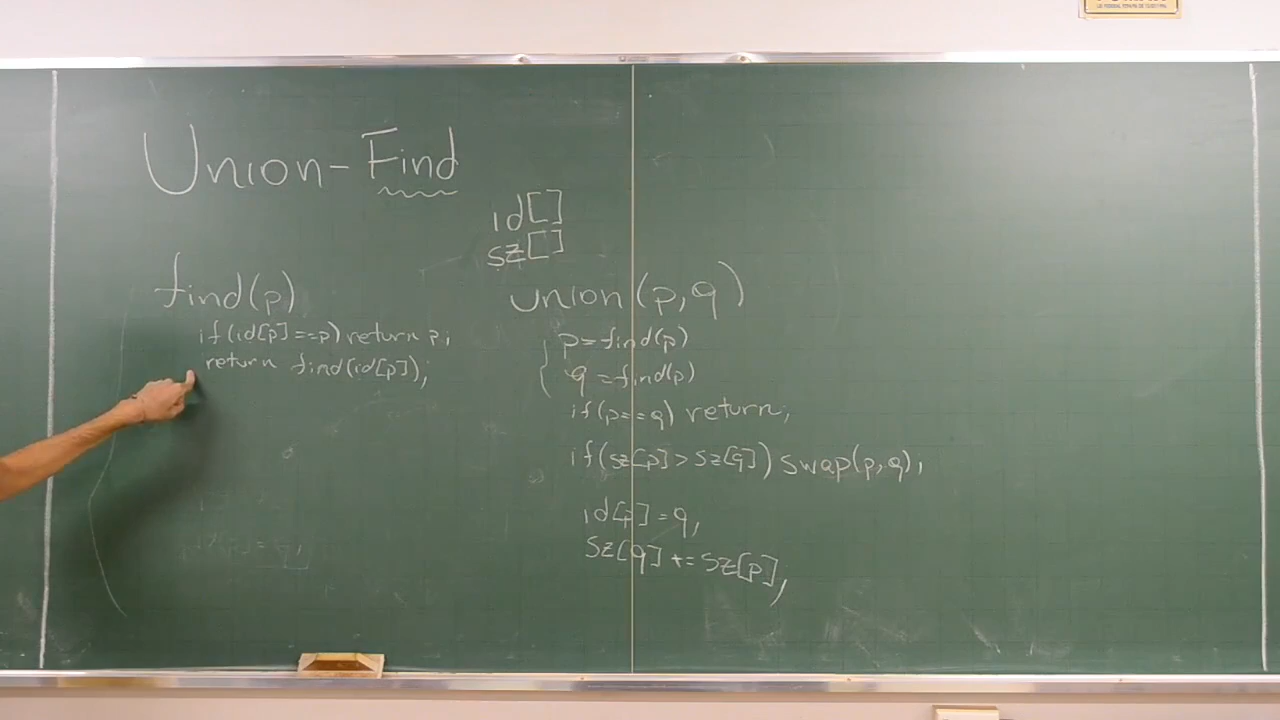 Union-Find
id[]
sz[]
find(p)
if(id[p]==p) return p;
return find(id[p]);
union(p,q)
p=find(p)
q=find(p)
if(p==q) return;
if(sz[p]>sz[q]) swap(p,q);
id[p]=q;
sz[q]+=sz[p];